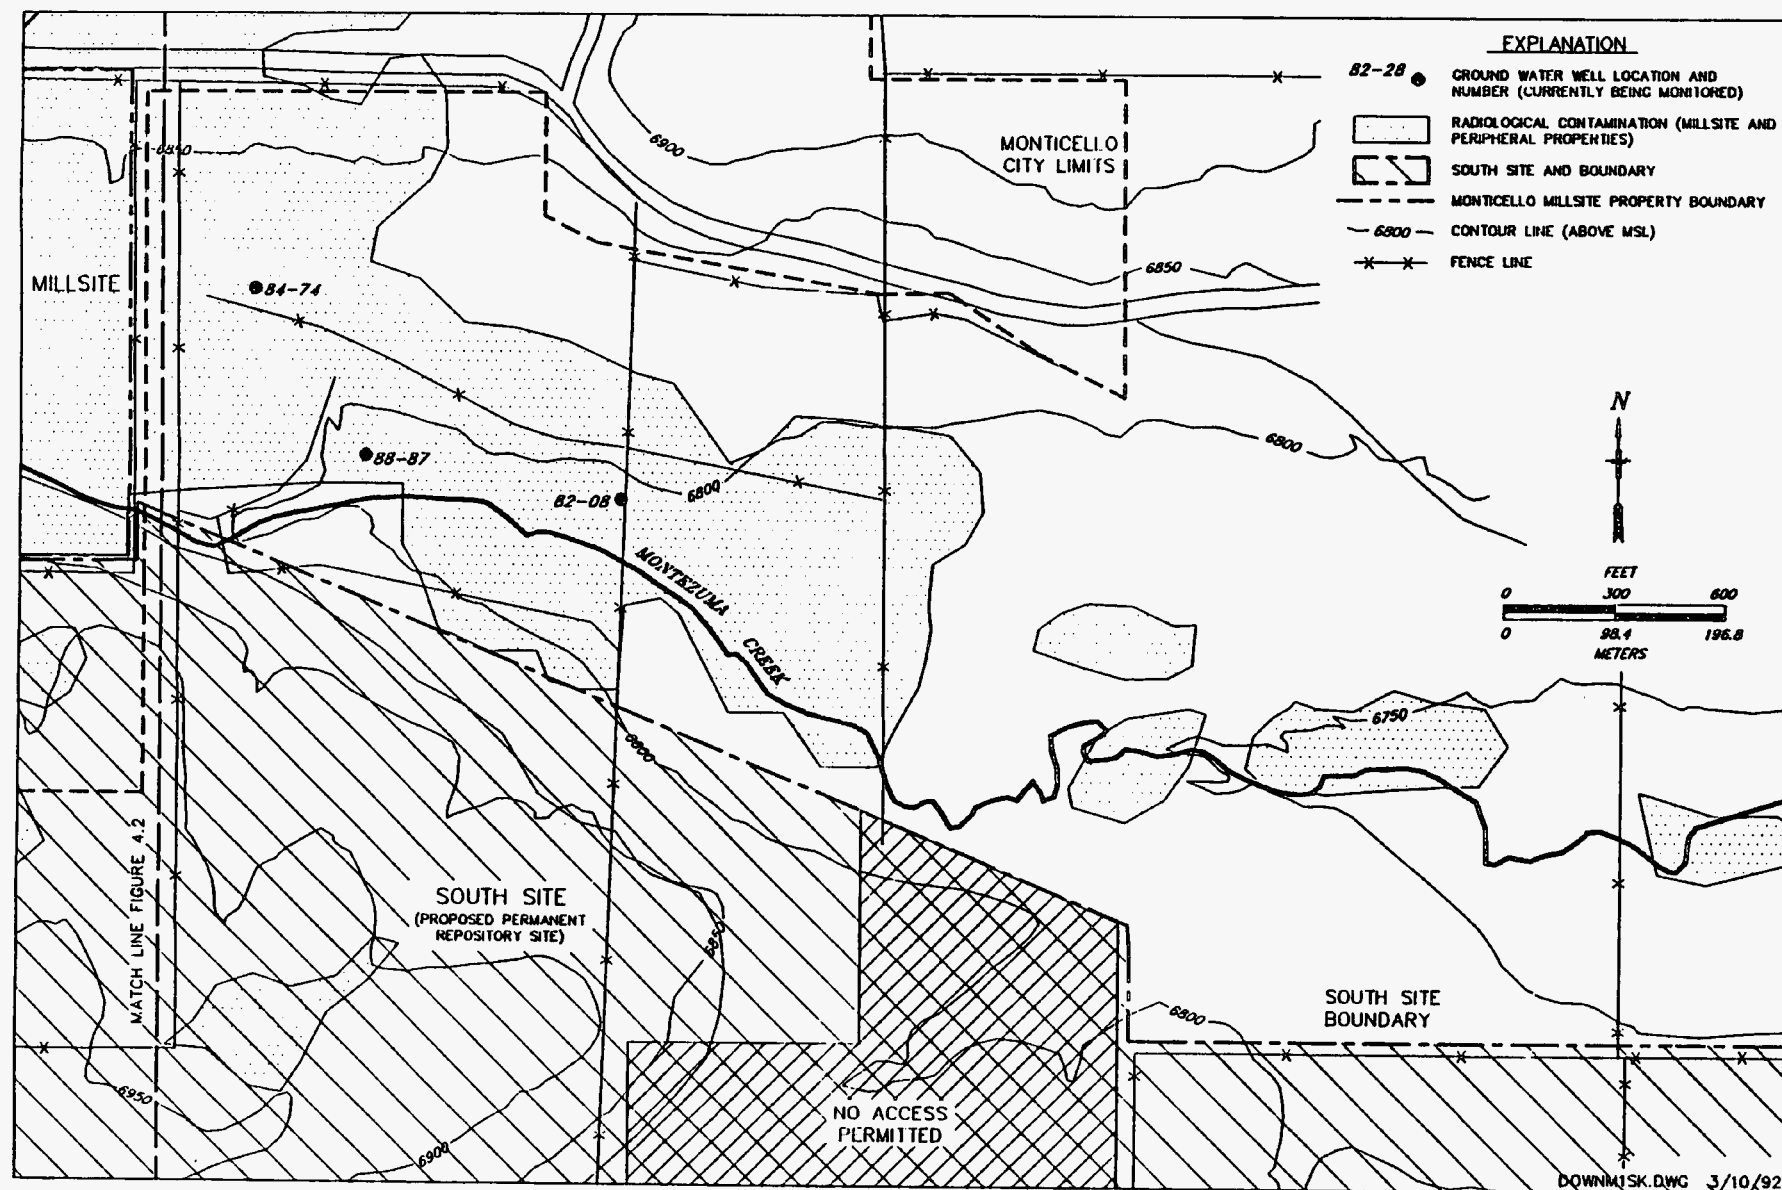 EXPLANATION
82-28
GROUND WATER WELL LOCATION AND
NUMBER (CURRENTLY BEING MONITORED)
RADIOLOGICAL CONTAMINATION (MILLSITE AND
PERIPHERAL PROPERTIES)
SOUTH SITE AND BOUNDARY
MONTICELLO MILLSITE PROPERTY BOUNDARY
6800
CONTOUR LINE (ABOVE MSL)
FENCE LINE
6900
MONTICELLO
CITY LIMITS
6850
6850
MILLSITE
84-74
N
6800
88-87
6800
82-08
MONTEZUMA
CREEK
FEET
0 300 600
0 98.4 196.8
METERS
6750
6800
MATCH LINE FIGURE 4.2
SOUTH SITE
(PROPOSED PERMANENT
REPOSITORY SITE)
6850
SOUTH SITE
BOUNDARY
6800
6950
NO ACCESS
PERMITTED
6900
DOWNM1SK.DWG 3/10/92